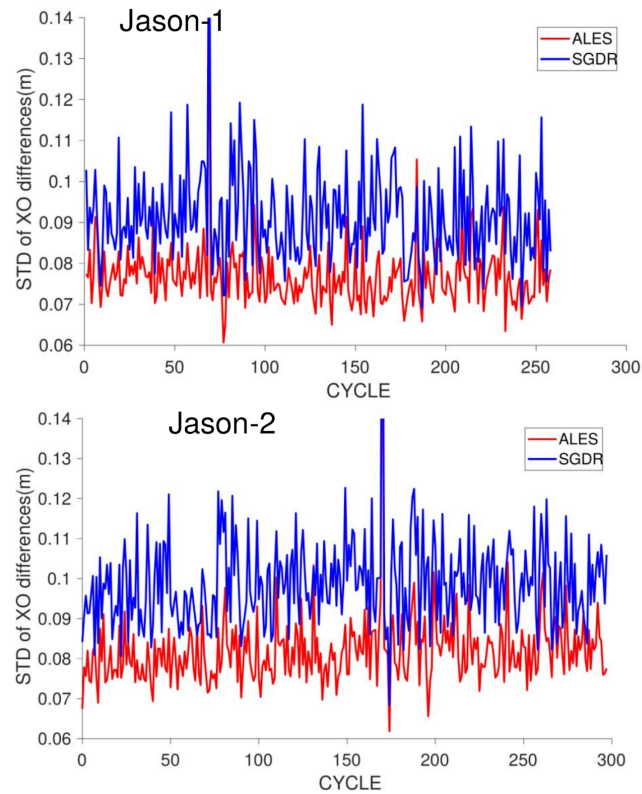 Jason-1
0.14
0.13
0.12
0.11
0.1
0.09
0.08
0.07
0.06
STD of XO differences(m)
ALES
SGDR
0 50 100 150 200 250 300
CYCLE
Jason-2
0.14
0.13
0.12
0.11
0.1
0.09
0.08
0.07
0.06
STD of XO differences(m)
ALES
SGDR
0 50 100 150 200 250 300
CYCLE